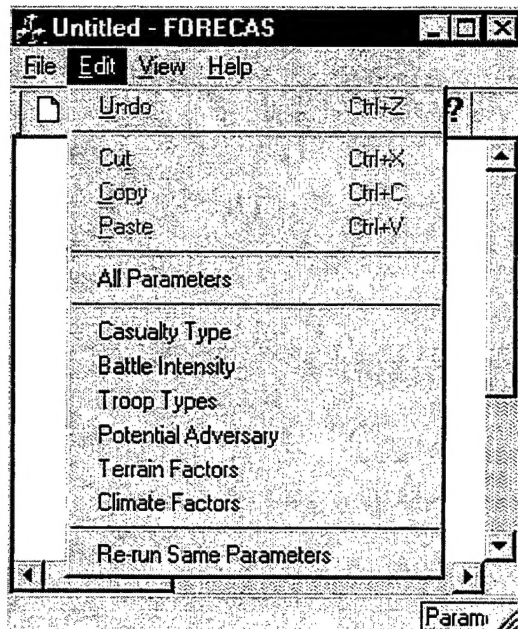 Untitled - FORECAS
File Edit View Help
?
Undo Ctrl+Z
Cut Ctrl+X
Copy Ctrl+C
Paste Ctrl+V
All Parameters
Casualty Type
Battle Intensity
Troop Types
Potential Adversary
Terrain Factors
Climate Factors
Re-run Same Parameters
Param